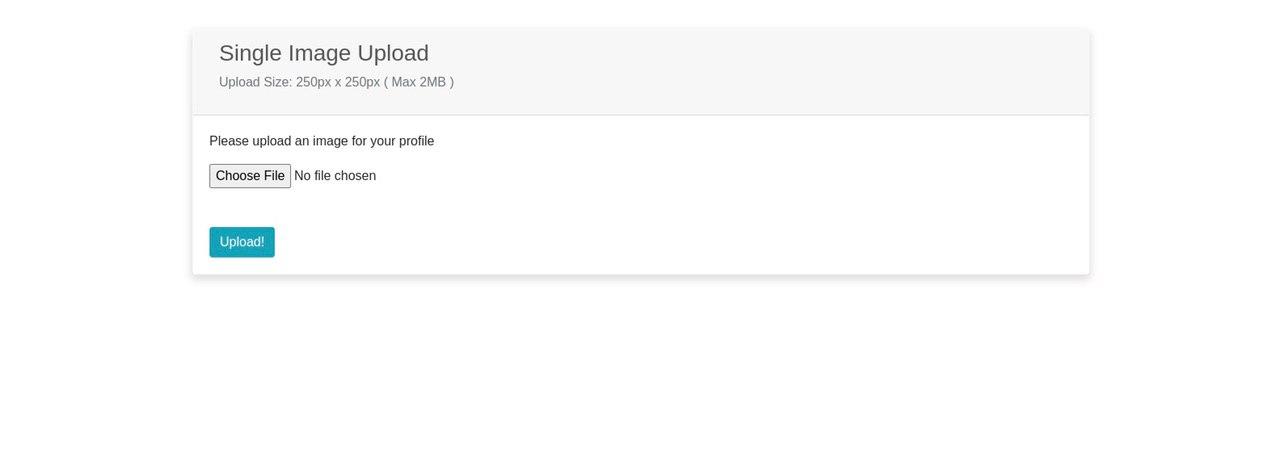 Single Image Upload
Upload Size: 250px x 250px ( Max 2MB )
Please upload an image for your profile
Choose File No file chosen
Upload!